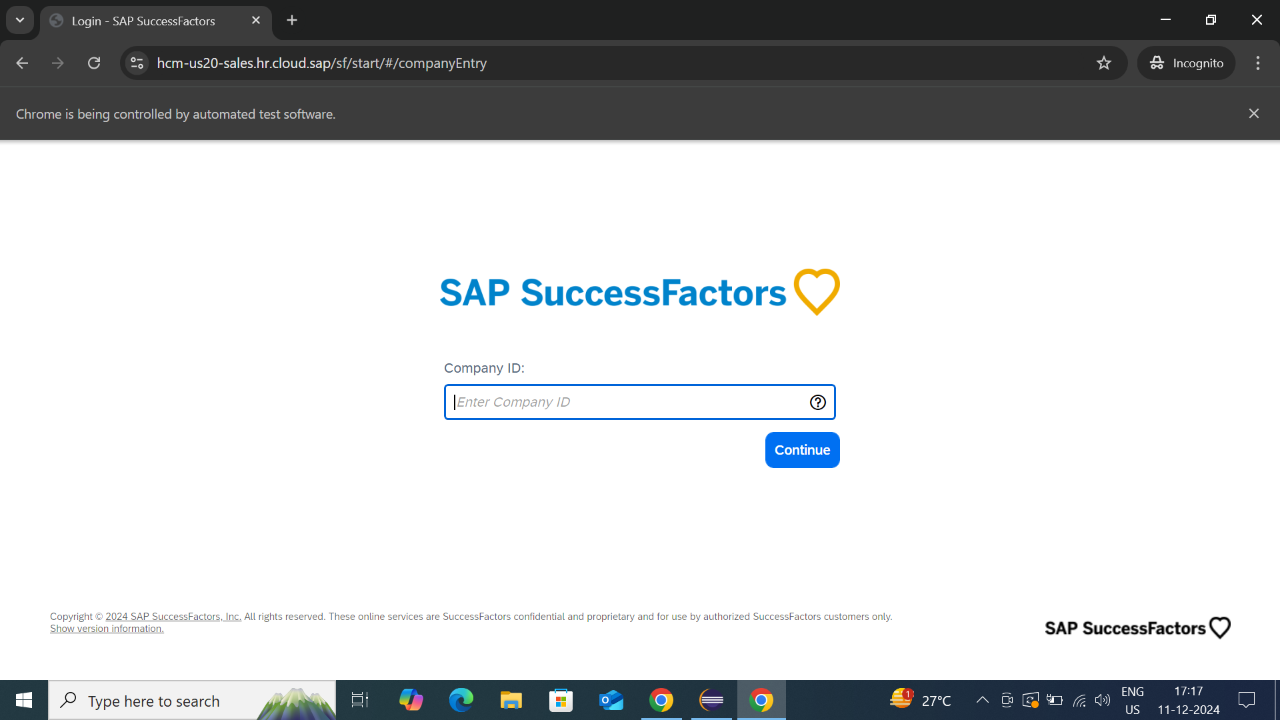 Login - SAP SuccessFactors
hcm-us20-sales.hr.cloud.sap/sf/start/#/companyEntry
Incognito
Chrome is being controlled by automated test software.
SAP SuccessFactors
Company ID:
Enter Company ID
Continue
Copyright © 2024 SAP SuccessFactors, Inc. All rights reserved. These online services are SuccessFactors confidential and proprietary and for use by authorized SuccessFactors customers only.
Show version information.
SAP SuccessFactors
Type here to search
1
27°C
ENG
US
17:17
11-12-2024